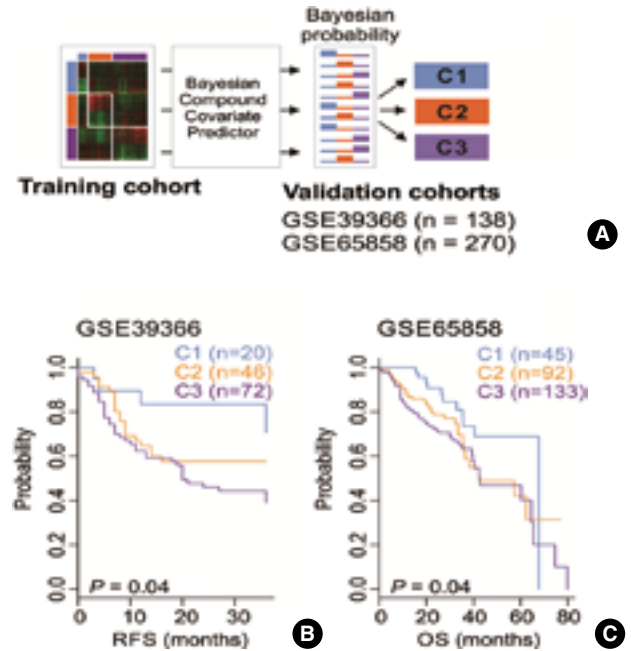 Bayesian
probability
Bayesian
Compound
Covariate
Predictor
C1
C2
C3
Training cohort
Validation cohorts
GSE39366 (n = 138)
GSE65858 (n = 270)
A
GSE39366
C1 (n=20)
C2 (n=46)
C3 (n=72)
Probability
1.0
0.8
0.6
0.4
0.2
0.0
P = 0.04
0 10 20 30
RFS (months)
B
GSE65858
C1 (n=45)
C2 (n=92)
C3 (n=133)
Probability
1.0
0.8
0.6
0.4
0.2
0.0
P = 0.04
0 20 40 60 80
OS (months)
C